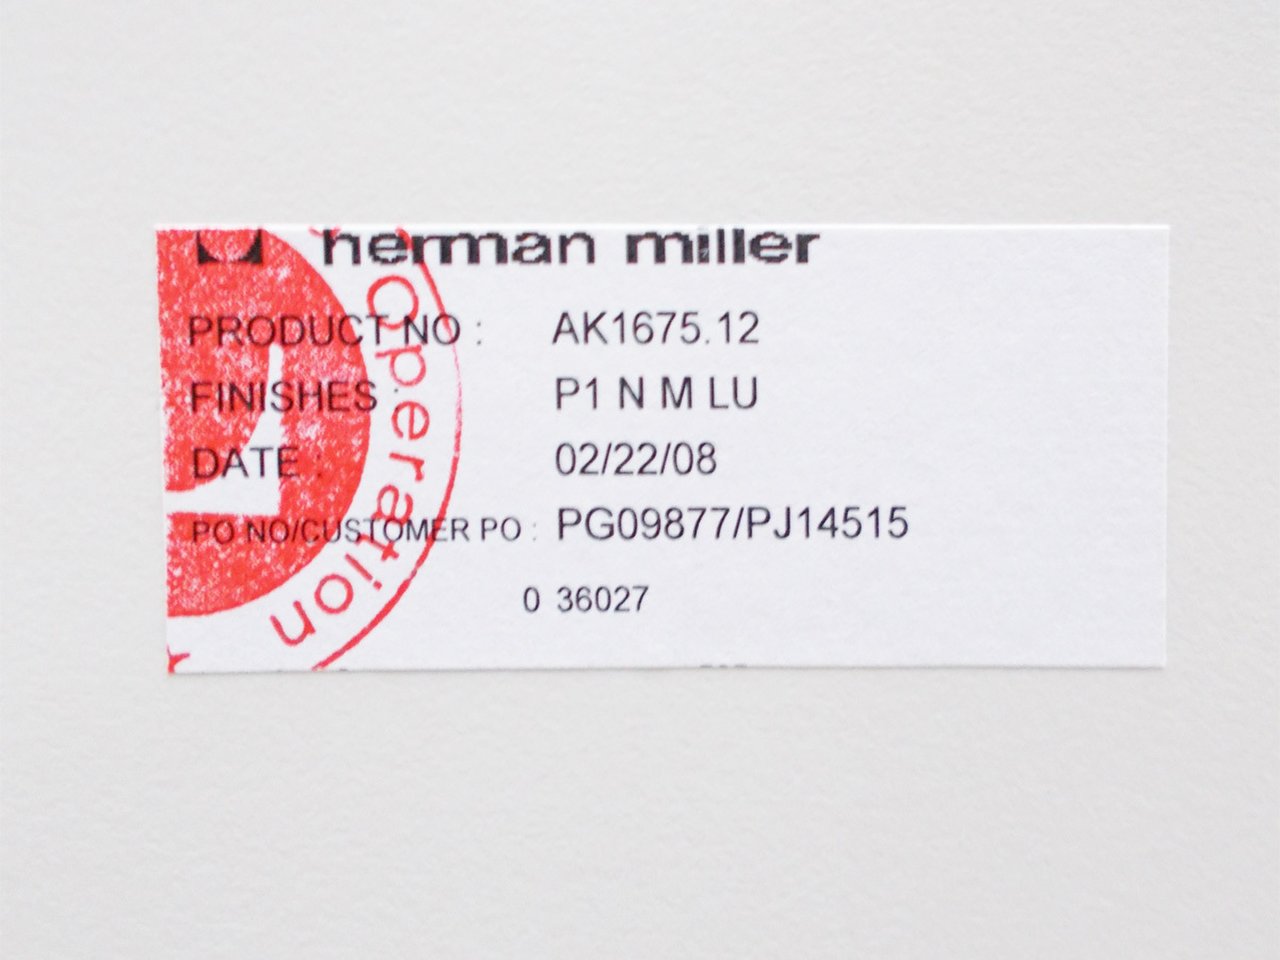 herman miller
PRODUCT NO : AK1675.12
FINISHES P1 N M LU
DATE : 02/22/08
PO NO/CUSTOMER PO : PG09877/PJ14515
0 36027
Operation